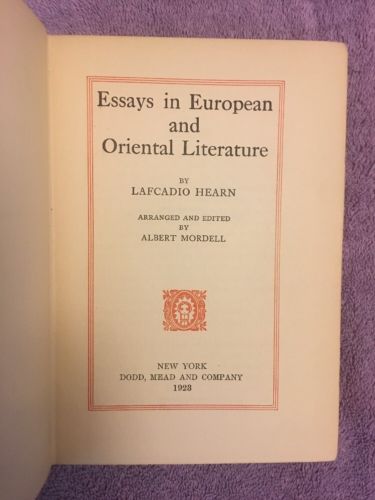 Essays in European
and
Oriental Literature
BY
LAFCADIO HEARN
ARRANGED AND EDITED
BY
ALBERT MORDELL
NEW YORK
DODD, MEAD AND COMPANY
1923